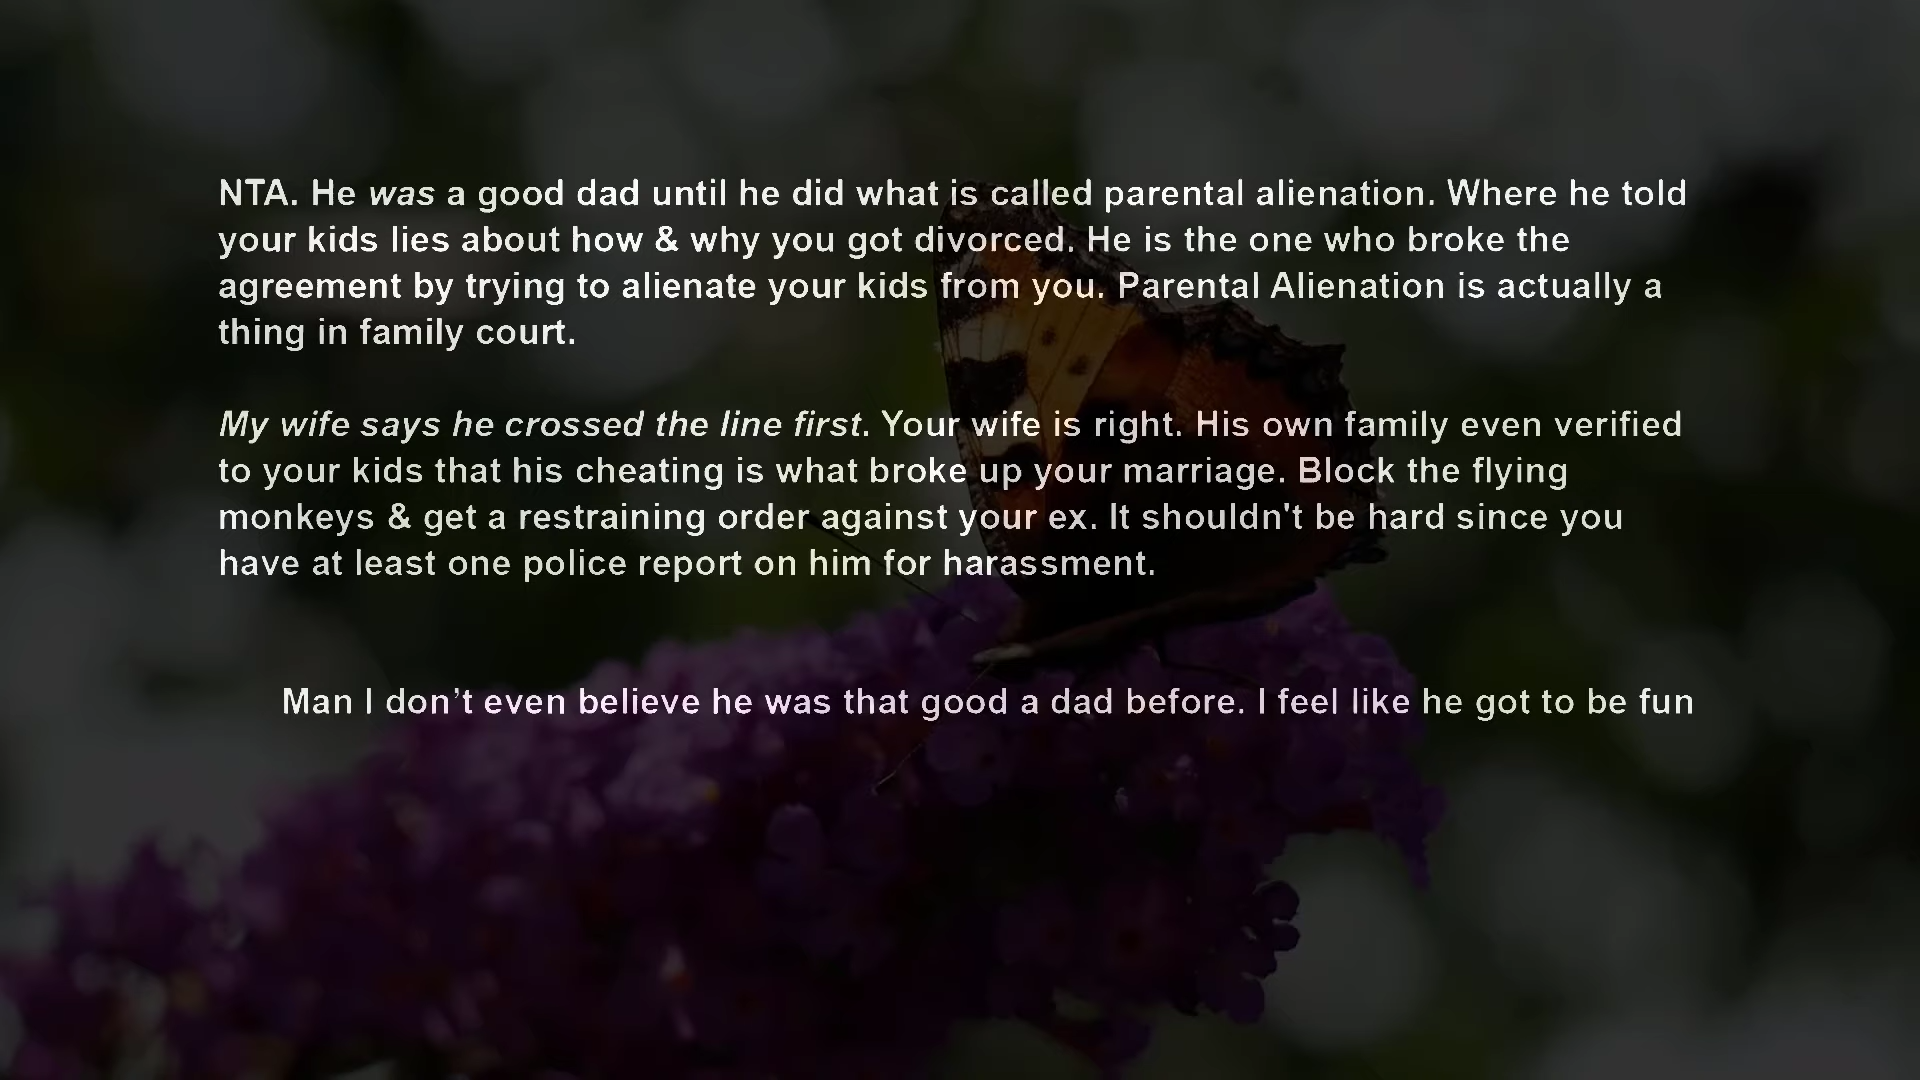 NTA. He was a good dad until he did what is called parental alienation. Where he told
your kids lies about how & why you got divorced. He is the one who broke the
agreement by trying to alienate your kids from you. Parental Alienation is actually a
thing in family court.
My wife says he crossed the line first. Your wife is right. His own family even verified
to your kids that his cheating is what broke up your marriage. Block the flying
monkeys & get a restraining order against your ex. It shouldn't be hard since you
have at least one police report on him for harassment.
Man I don’t even believe he was that good a dad before. I feel like he got to be fun